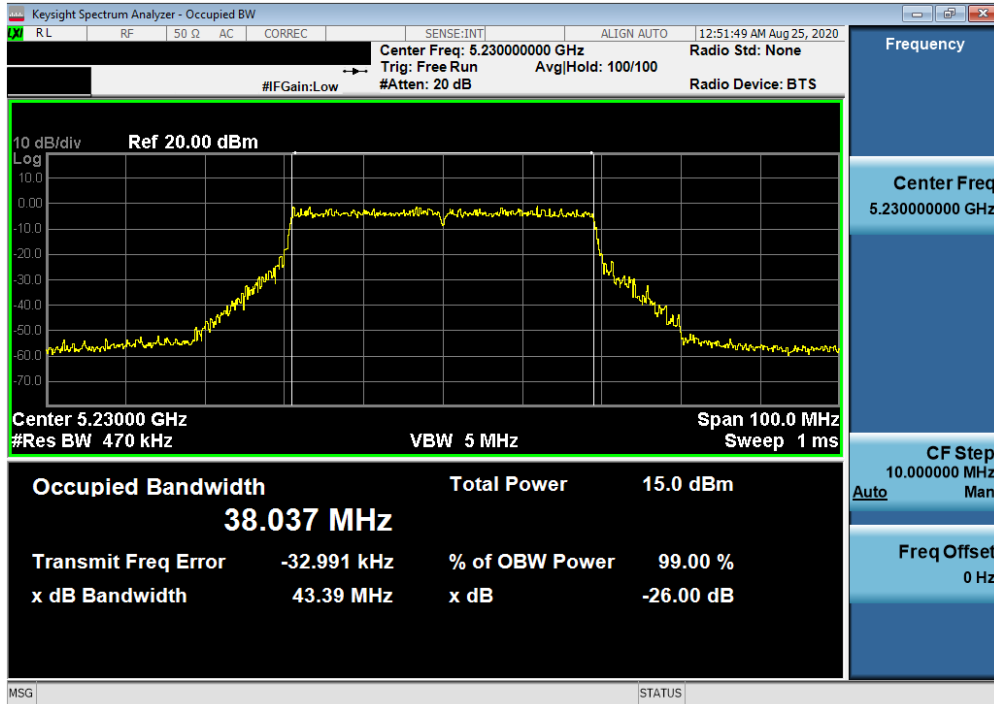 Keysight Spectrum Analyzer - Occupied BW
LXI RL RF 50 Ω AC CORREC SENSE:INT ALIGN AUTO 12:51:49 AM Aug 25, 2020
Center Freq: 5.230000000 GHz Radio Std: None
Trig: Free Run Avg|Hold: 100/100
#IFGain:Low #Atten: 20 dB Radio Device: BTS
10 dB/div Ref 20.00 dBm
Log
10.0
0.00
-10.0
-20.0
-30.0
-40.0
-50.0
-60.0
-70.0
Center 5.23000 GHz Span 100.0 MHz
#Res BW 470 kHz VBW 5 MHz Sweep 1 ms
Occupied Bandwidth Total Power 15.0 dBm
38.037 MHz
Transmit Freq Error -32.991 kHz % of OBW Power 99.00 %
x dB Bandwidth 43.39 MHz x dB -26.00 dB
MSG STATUS
Frequency
Center Freq
5.230000000 GHz
CF Step
10.000000 MHz
Auto Man
Freq Offset
0 Hz